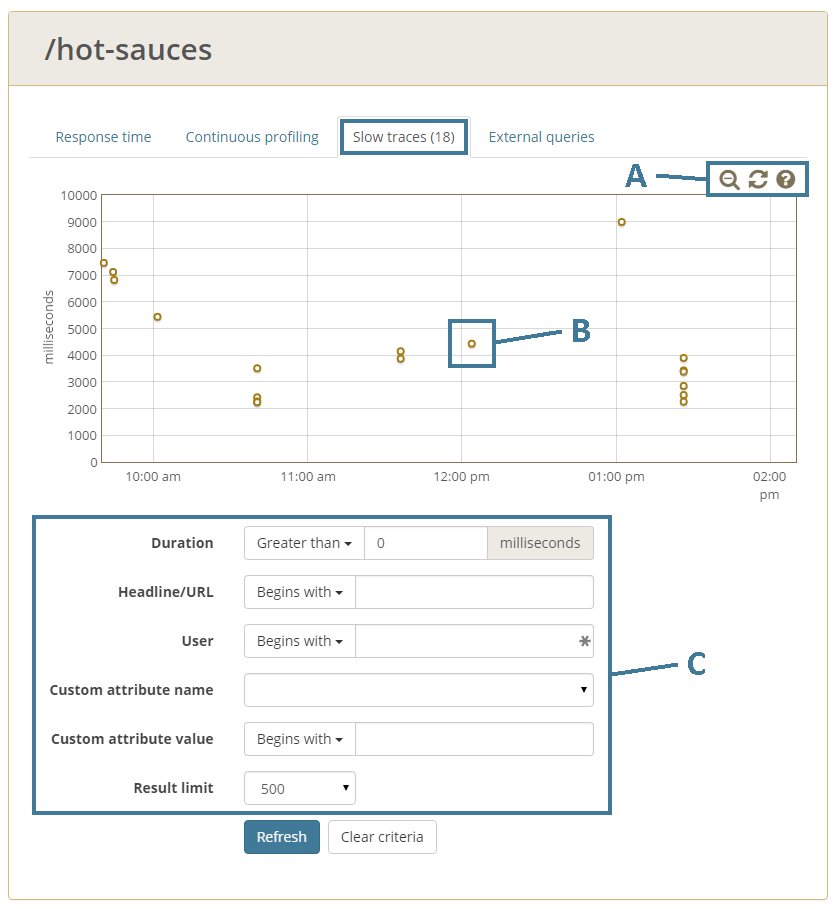 /hot-sauces
Response time Continuous profiling Slow traces (18) External queries
A
?
10000
9000
8000
7000
6000
5000
4000
3000
2000
1000
0
milliseconds
B
10:00 am 11:00 am 12:00 pm 01:00 pm 02:00
pm
Duration Greater than 0 milliseconds
Headline/URL Begins with
User Begins with *
C
Custom attribute name
Custom attribute value Begins with
Result limit 500
Refresh Clear criteria